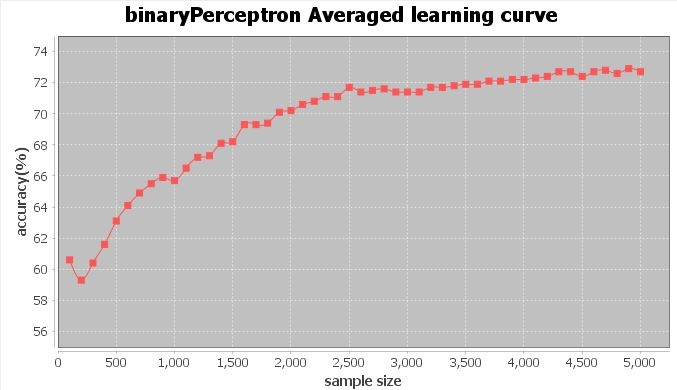 binaryPerceptron Averaged learning curve
74
72
70
68
66
64
62
60
58
56
accuracy(%)
0 500 1,000 1,500 2,000 2,500 3,000 3,500 4,000 4,500 5,000
sample size